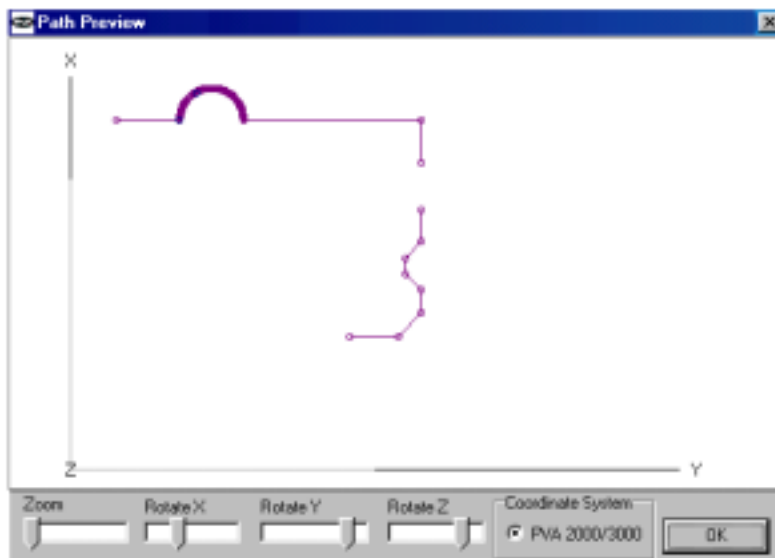 Path Preview
X
Z
Y
Zoom
Rotate X
Rotate Y
Rotate Z
Coordinate System
PVA 2000/3000
OK